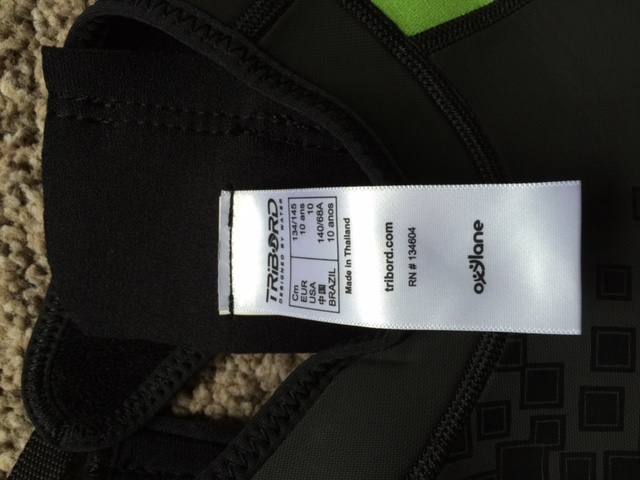 TRIBORD
DESIGNED BY WATER
Cm 134/145
EUR 10 ans
USA 10
中国 140/68A
BRAZIL 10 anos
Made in Thailand
tribord.com
RN # 134604
oxylane